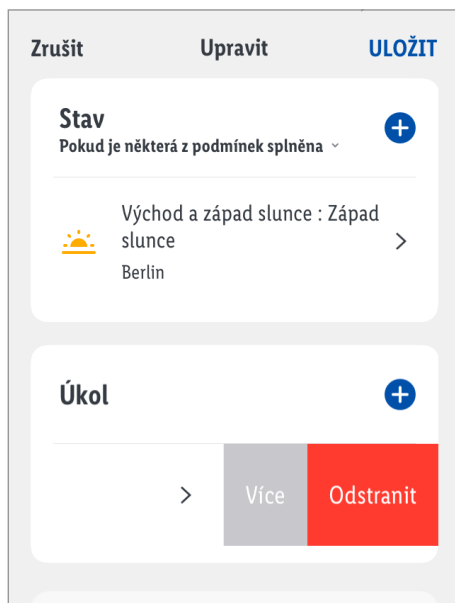 Zrušit Upravit ULOŽIT
Stav
Pokud je některá z podmínek splněna
Východ a západ slunce : Západ
slunce
Berlin
Úkol
Více Odstranit